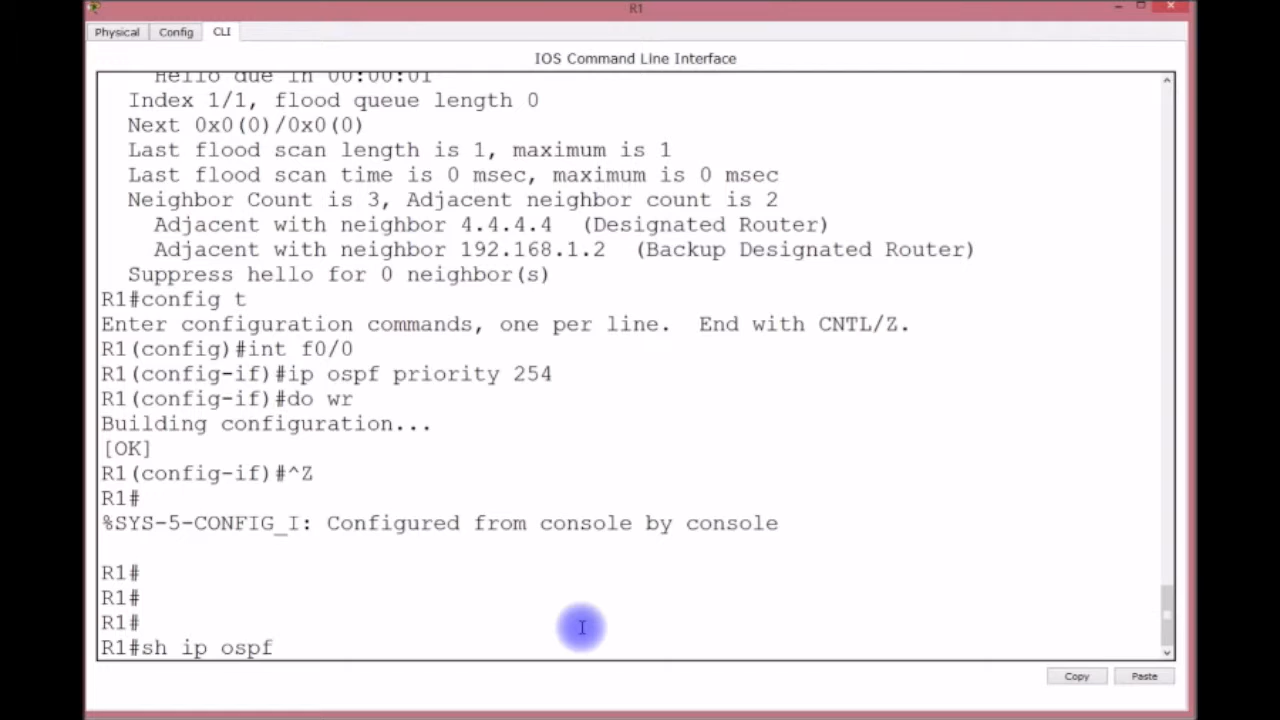 R1
Physical Config CLI
IOS Command Line Interface
Hello due in 00:00:01
Index 1/1, flood queue length 0
Next 0x0(0)/0x0(0)
Last flood scan length is 1, maximum is 1
Last flood scan time is 0 msec, maximum is 0 msec
Neighbor Count is 3, Adjacent neighbor count is 2
Adjacent with neighbor 4.4.4.4  (Designated Router)
Adjacent with neighbor 192.168.1.2  (Backup Designated Router)
Suppress hello for 0 neighbor(s)
R1#config t
Enter configuration commands, one per line.  End with CNTL/Z.
R1(config)#int f0/0
R1(config-if)#ip ospf priority 254
R1(config-if)#do wr
Building configuration...
[OK]
R1(config-if)#^Z
R1#
%SYS-5-CONFIG_I: Configured from console by console
R1#
R1#
R1#
R1#sh ip ospf
Copy Paste